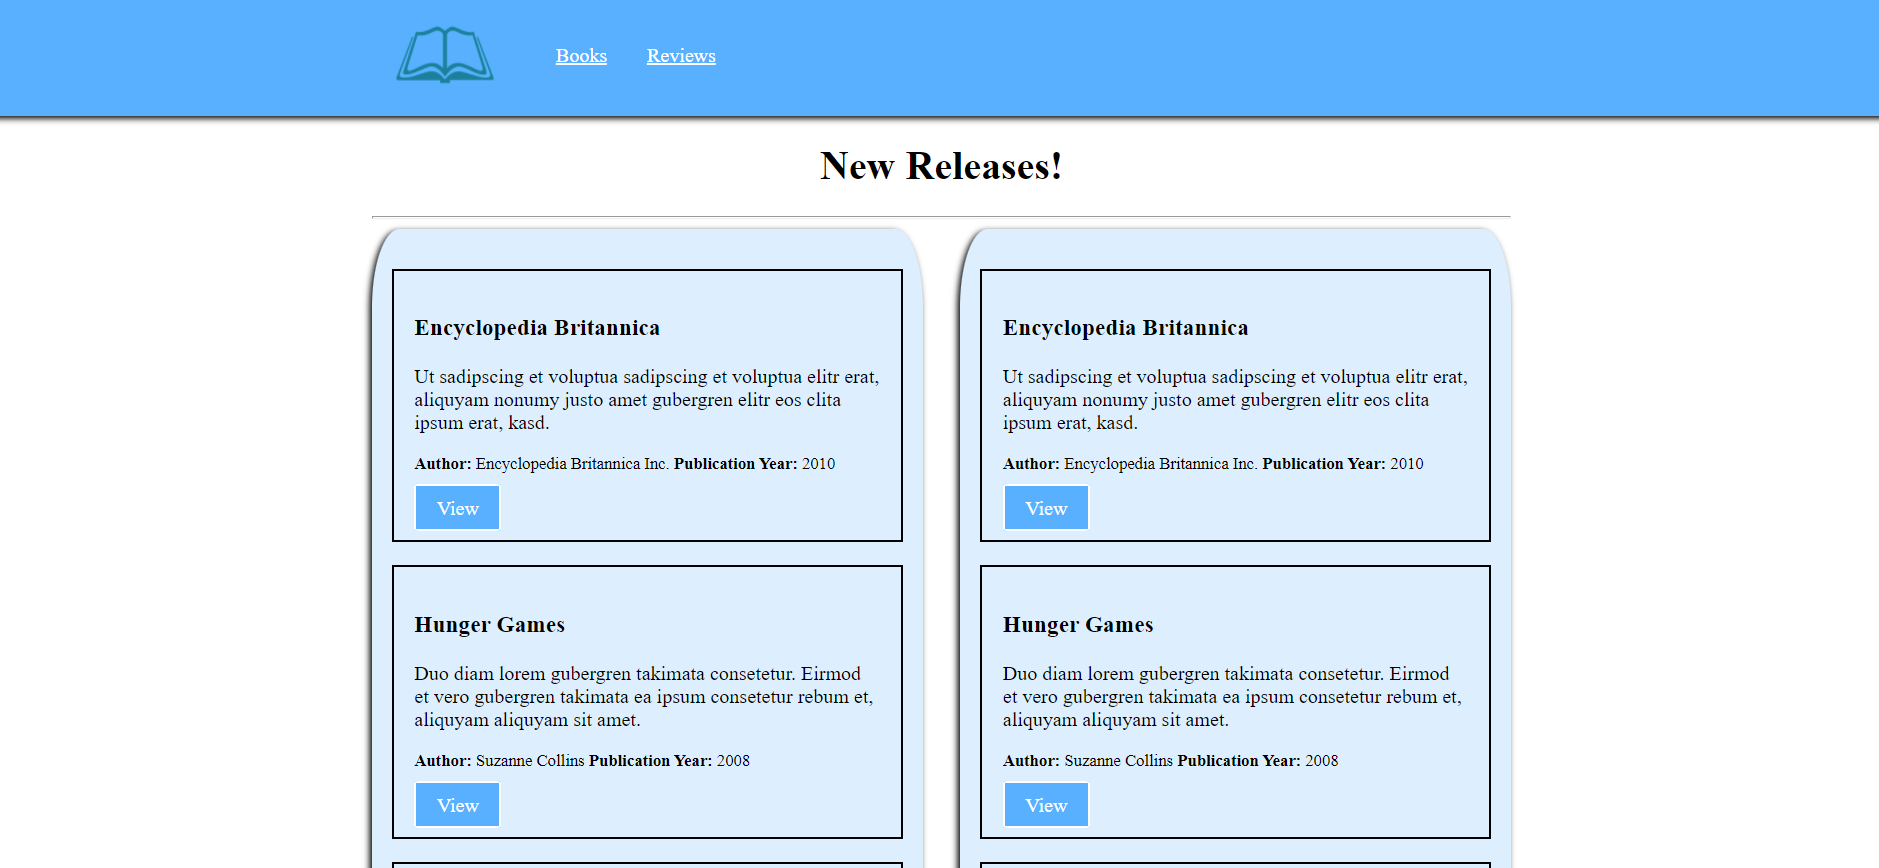 Books
Reviews
New Releases!
Encyclopedia Britannica
Ut sadipscing et voluptua sadipscing et voluptua elitr erat,
aliquyam nonumy justo amet gubergren elitr eos clita
ipsum erat, kasd.
Author: Encyclopedia Britannica Inc. Publication Year: 2010
View
Hunger Games
Duo diam lorem gubergren takimata consetetur. Eirmod
et vero gubergren takimata ea ipsum consetetur rebum et,
aliquyam aliquyam sit amet.
Author: Suzanne Collins Publication Year: 2008
View
Encyclopedia Britannica
Ut sadipscing et voluptua sadipscing et voluptua elitr erat,
aliquyam nonumy justo amet gubergren elitr eos clita
ipsum erat, kasd.
Author: Encyclopedia Britannica Inc. Publication Year: 2010
View
Hunger Games
Duo diam lorem gubergren takimata consetetur. Eirmod
et vero gubergren takimata ea ipsum consetetur rebum et,
aliquyam aliquyam sit amet.
Author: Suzanne Collins Publication Year: 2008
View